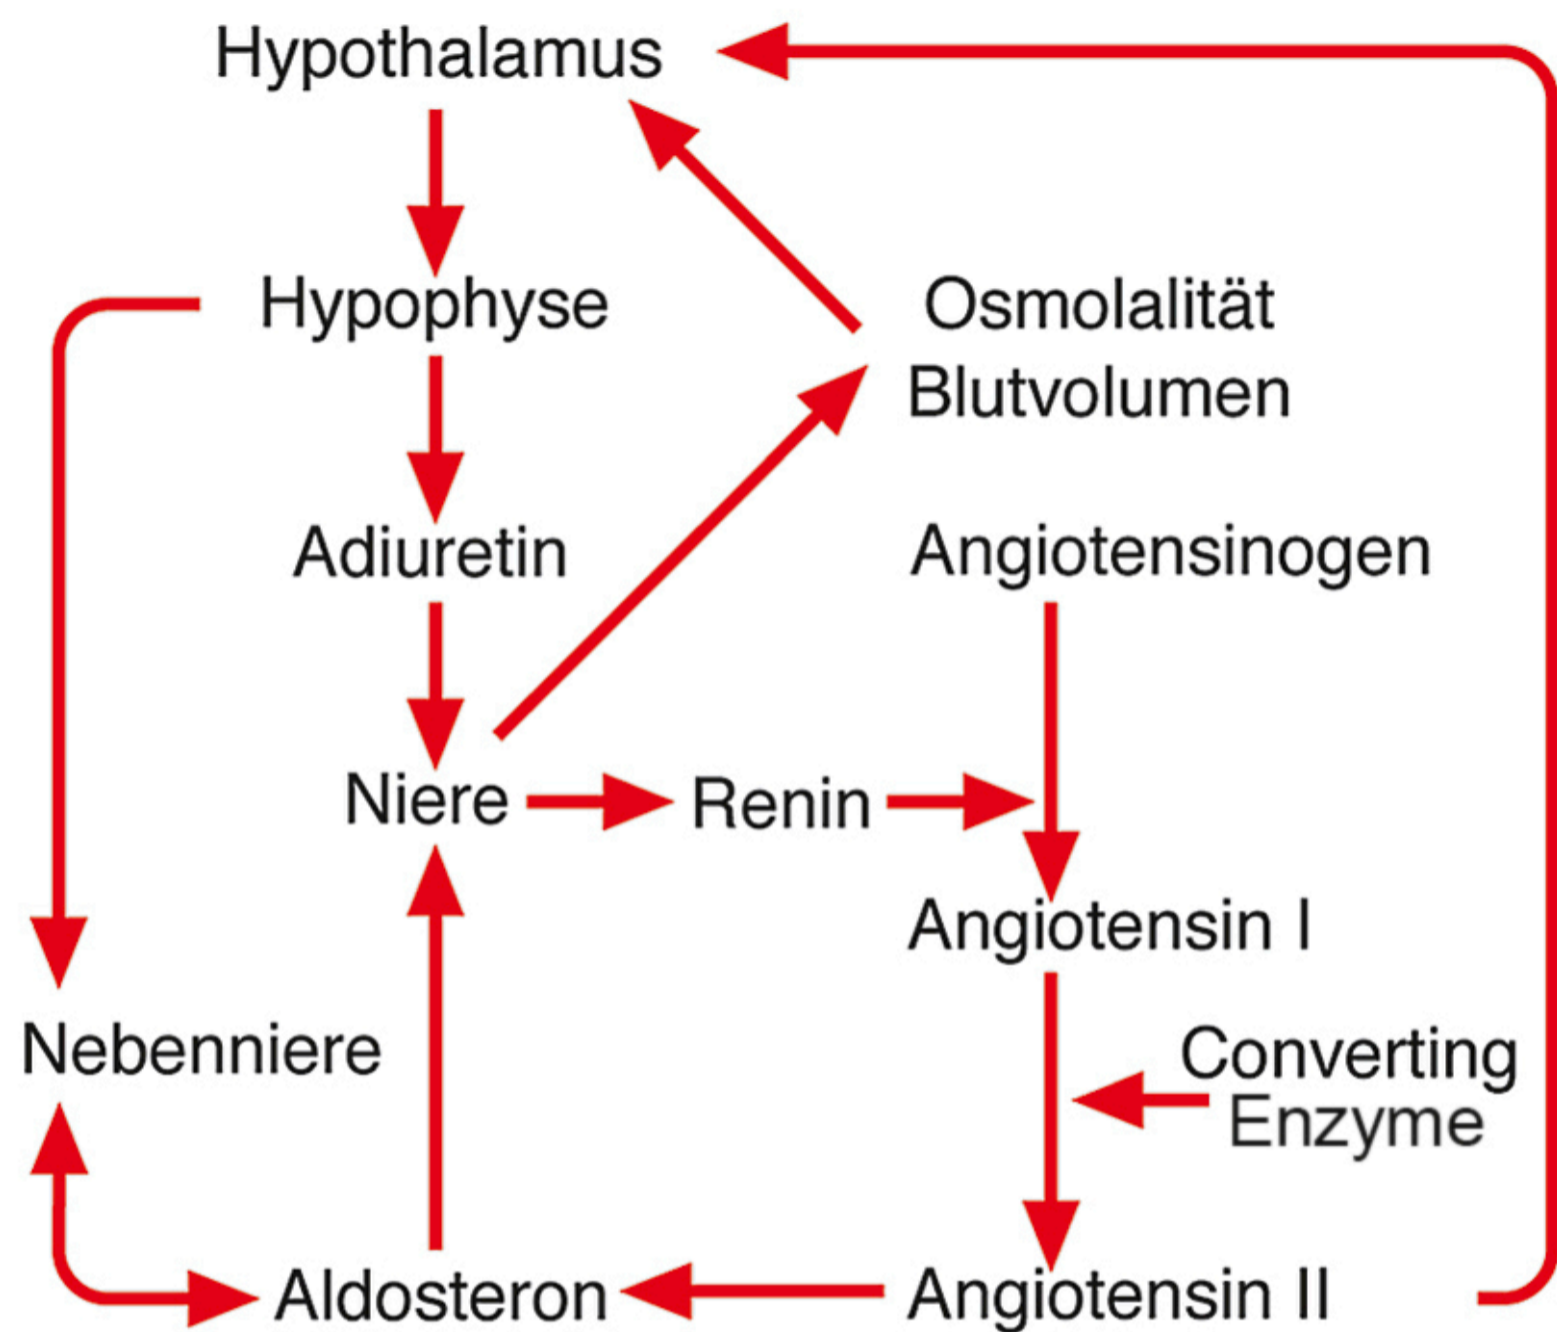 Hypothalamus
Hypophyse
Osmolalität
Blutvolumen
Adiuretin
Angiotensinogen
Niere
Renin
Angiotensin I
Nebenniere
Converting
Enzyme
Aldosteron
Angiotensin II